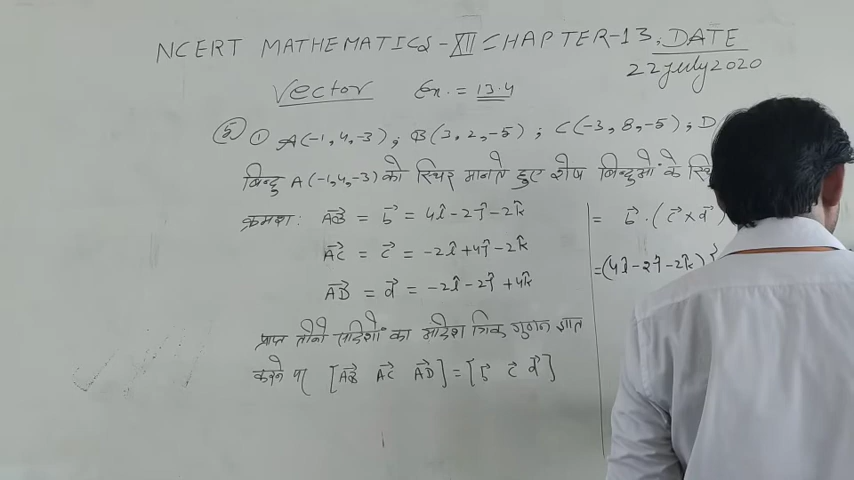 NCERT MATHEMATICS-XII CHAPTER-13, DATE
22 July 2020
Vector Ex. = 13.4
(5) ① A(-1,4,-3) ; B(3,2,-5) ; C(-3,8,-5) ; D
बिन्दु A(-1,4,-3) को स्थिर मानते हुए शेष बिन्दुओं के स्थि
क्रमशः AB⃗ = b⃗ = 4î-2ĵ-2k̂
AC⃗ = c⃗ = -2î+4ĵ-2k̂
AD⃗ = d⃗ = -2î-2ĵ+4k̂
प्राप्त तीनो सदिशों का सदिश त्रिक गुणन ज्ञात
करने पर [AB⃗ AC⃗ AD⃗] = [b⃗ c⃗ d⃗]
= b⃗ . (c⃗ × d⃗)
= (4î-2ĵ-2k̂) {